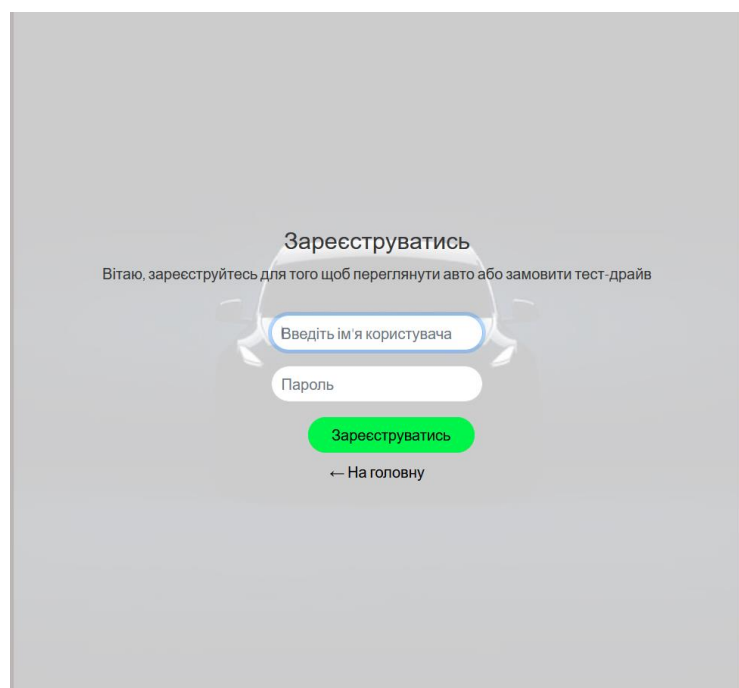 Зареєструватись
Вітаю, зареєструйтесь для того щоб переглянути авто або замовити тест-драйв
Введіть ім'я користувача
Пароль
Зареєструватись
← На головну